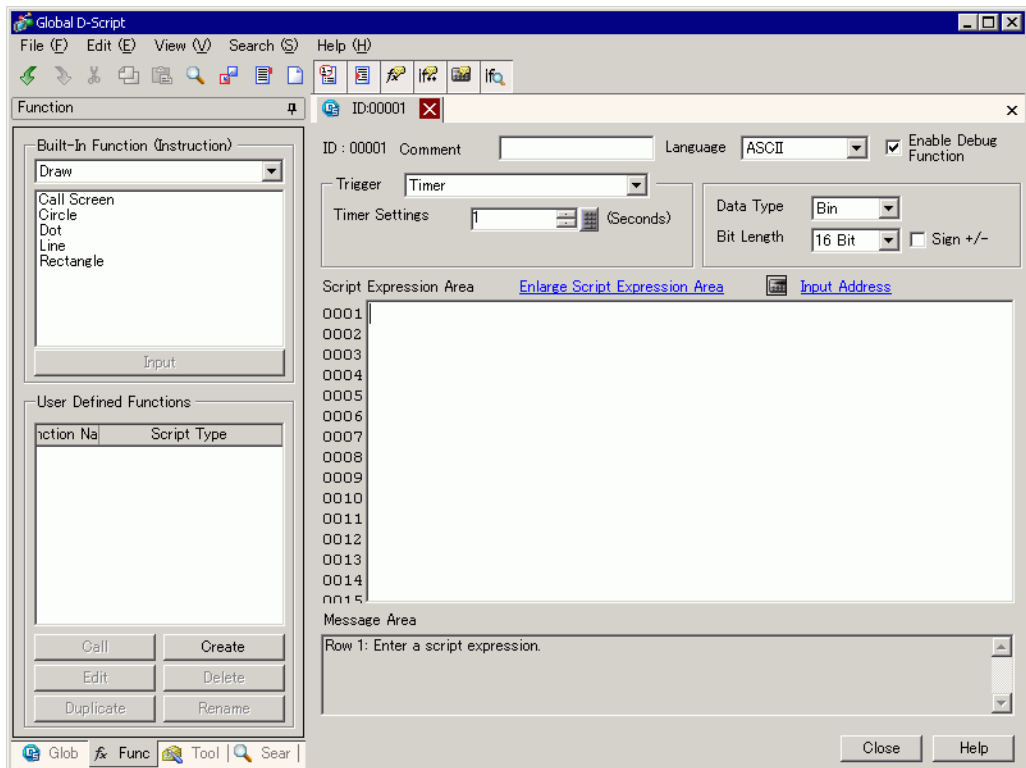 Global D-Script
File (F) Edit (E) View (V) Search (S) Help (H)
Function
ID:00001
Built-In Function (Instruction)
Draw
Call Screen
Circle
Dot
Line
Rectangle
Input
User Defined Functions
nction Na Script Type
Call Create
Edit Delete
Duplicate Rename
Glob fx Func Tool Sear
ID : 00001 Comment Language ASCII Enable Debug
Function
Trigger Timer
Timer Settings 1 (Seconds)
Data Type Bin
Bit Length 16 Bit Sign +/-
Script Expression Area Enlarge Script Expression Area Input Address
0001
0002
0003
0004
0005
0006
0007
0008
0009
0010
0011
0012
0013
0014
0015
Message Area
Row 1: Enter a script expression.
Close Help